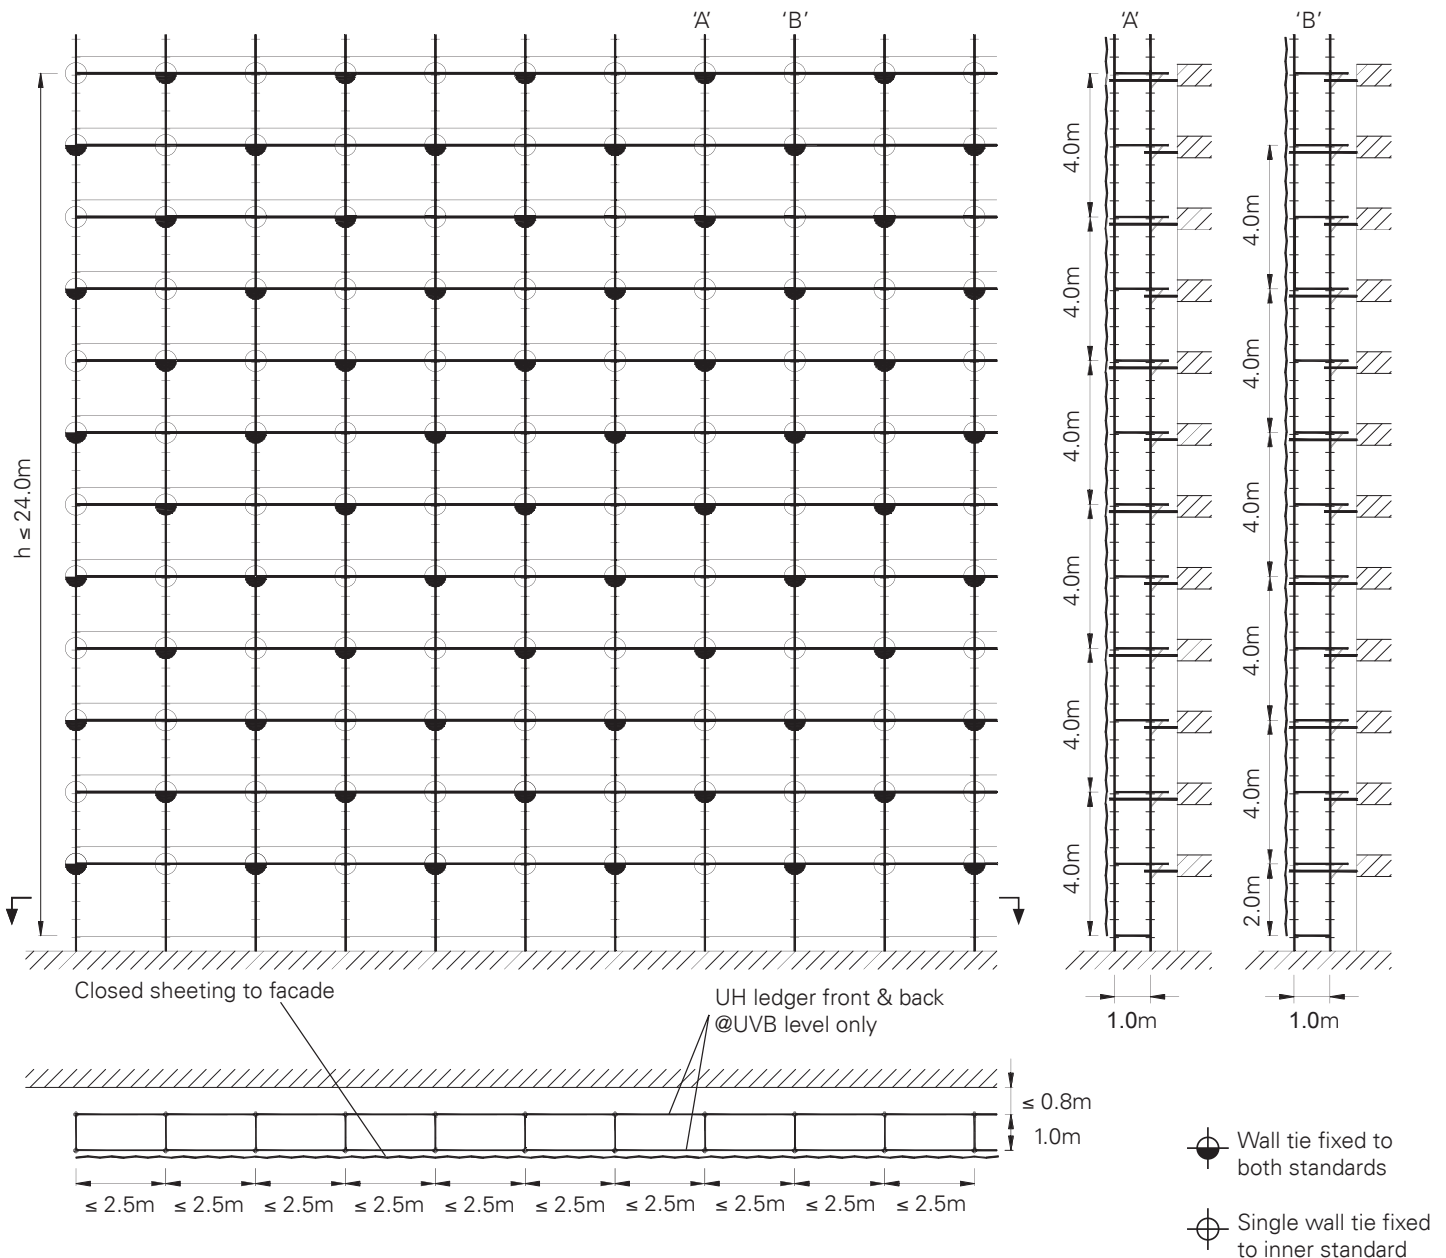 ‘A’ ‘B’ ‘A’ ‘B’
h ≤ 24.0m
4.0m
4.0m
4.0m
4.0m
4.0m
4.0m
4.0m
4.0m
4.0m
4.0m
4.0m
2.0m
1.0m 1.0m
Closed sheeting to facade
UH ledger front & back
@UVB level only
≤ 0.8m
1.0m
≤ 2.5m ≤ 2.5m ≤ 2.5m ≤ 2.5m ≤ 2.5m ≤ 2.5m ≤ 2.5m ≤ 2.5m ≤ 2.5m ≤ 2.5m
Wall tie fixed to
both standards
Single wall tie fixed
to inner standard